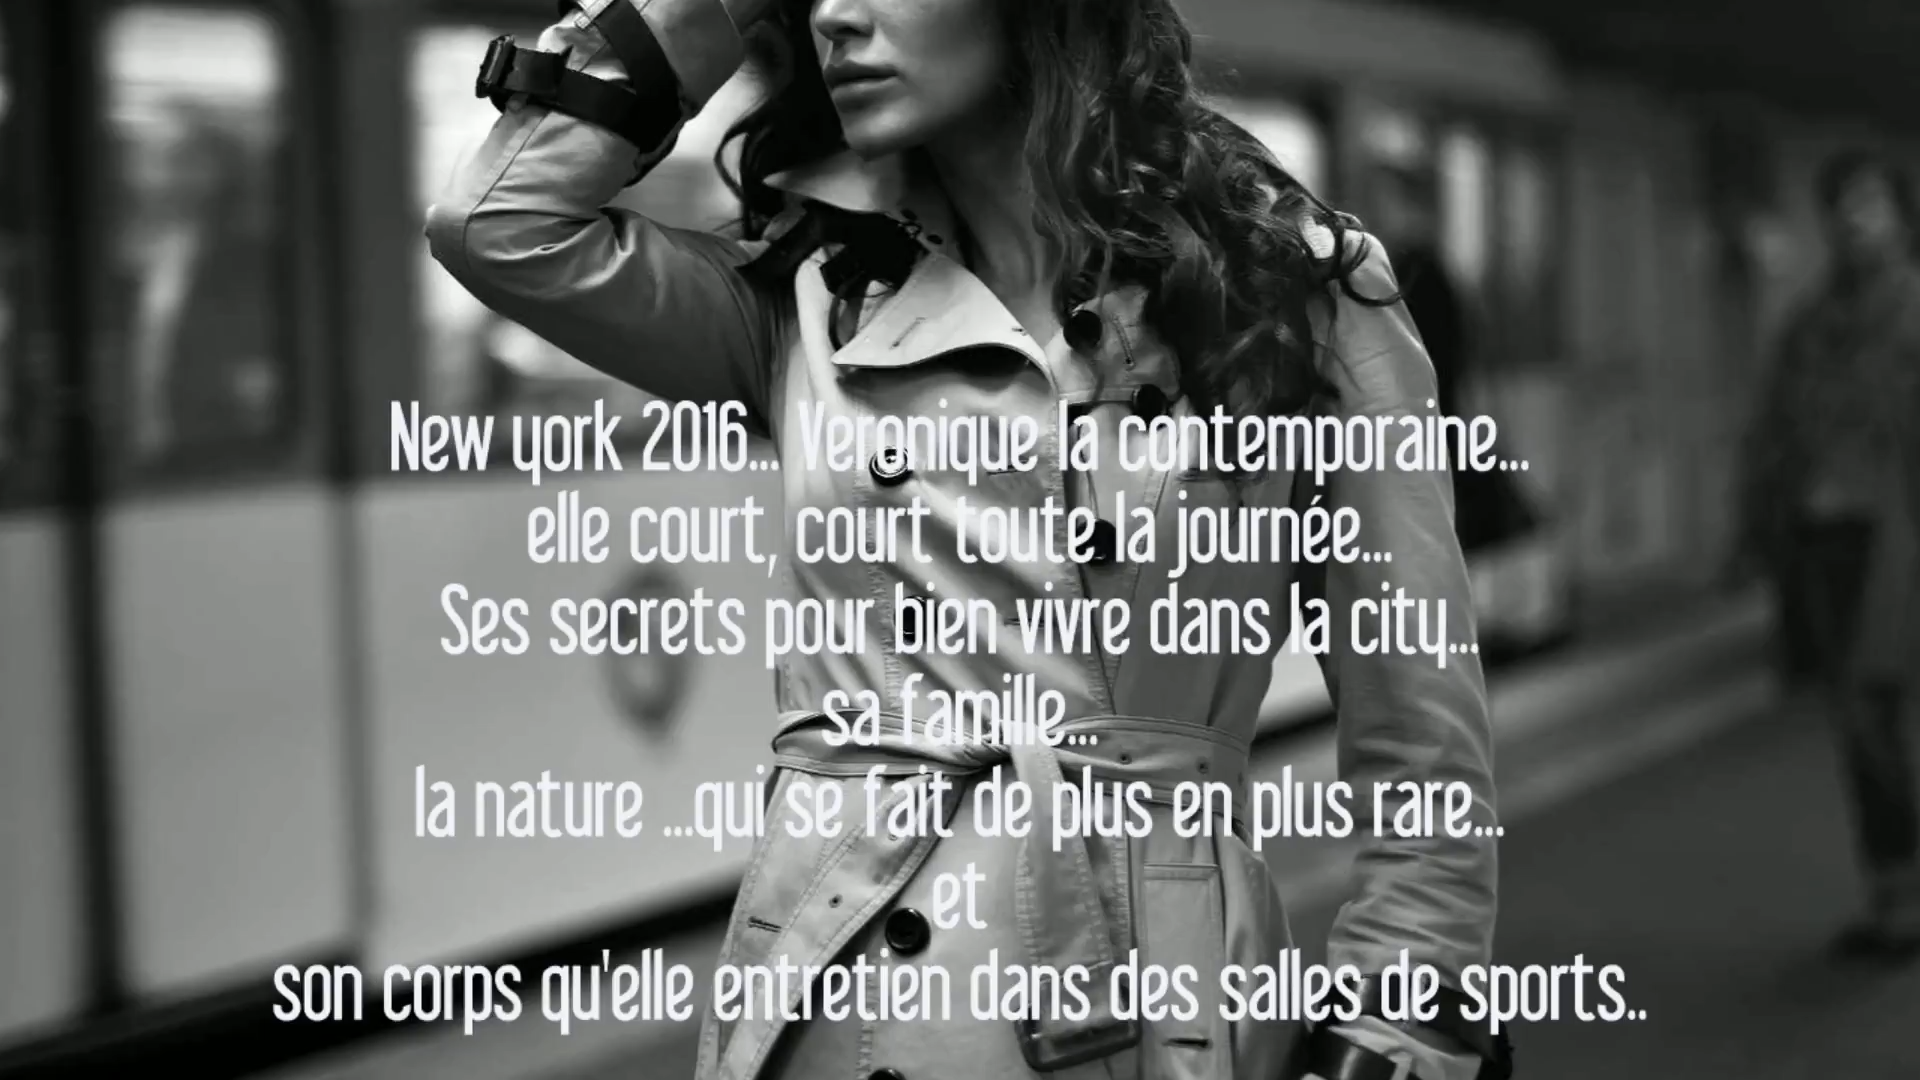 New york 2016... Veronique la contemporaine...
elle court, court toute la journée...
Ses secrets pour bien vivre dans la city...
sa famille...
la nature ...qui se fait de plus en plus rare...
et
son corps qu'elle entretien dans des salles de sports..